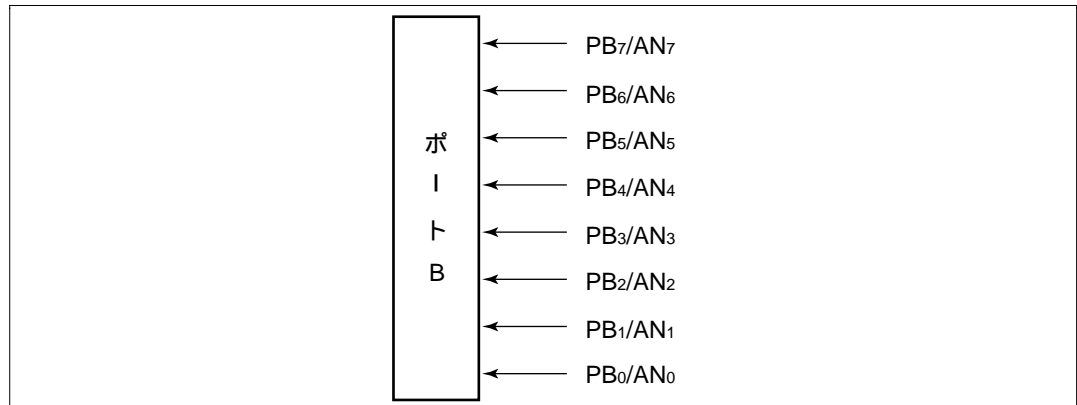 ポートB
PB7/AN7
PB6/AN6
PB5/AN5
PB4/AN4
PB3/AN3
PB2/AN2
PB1/AN1
PB0/AN0